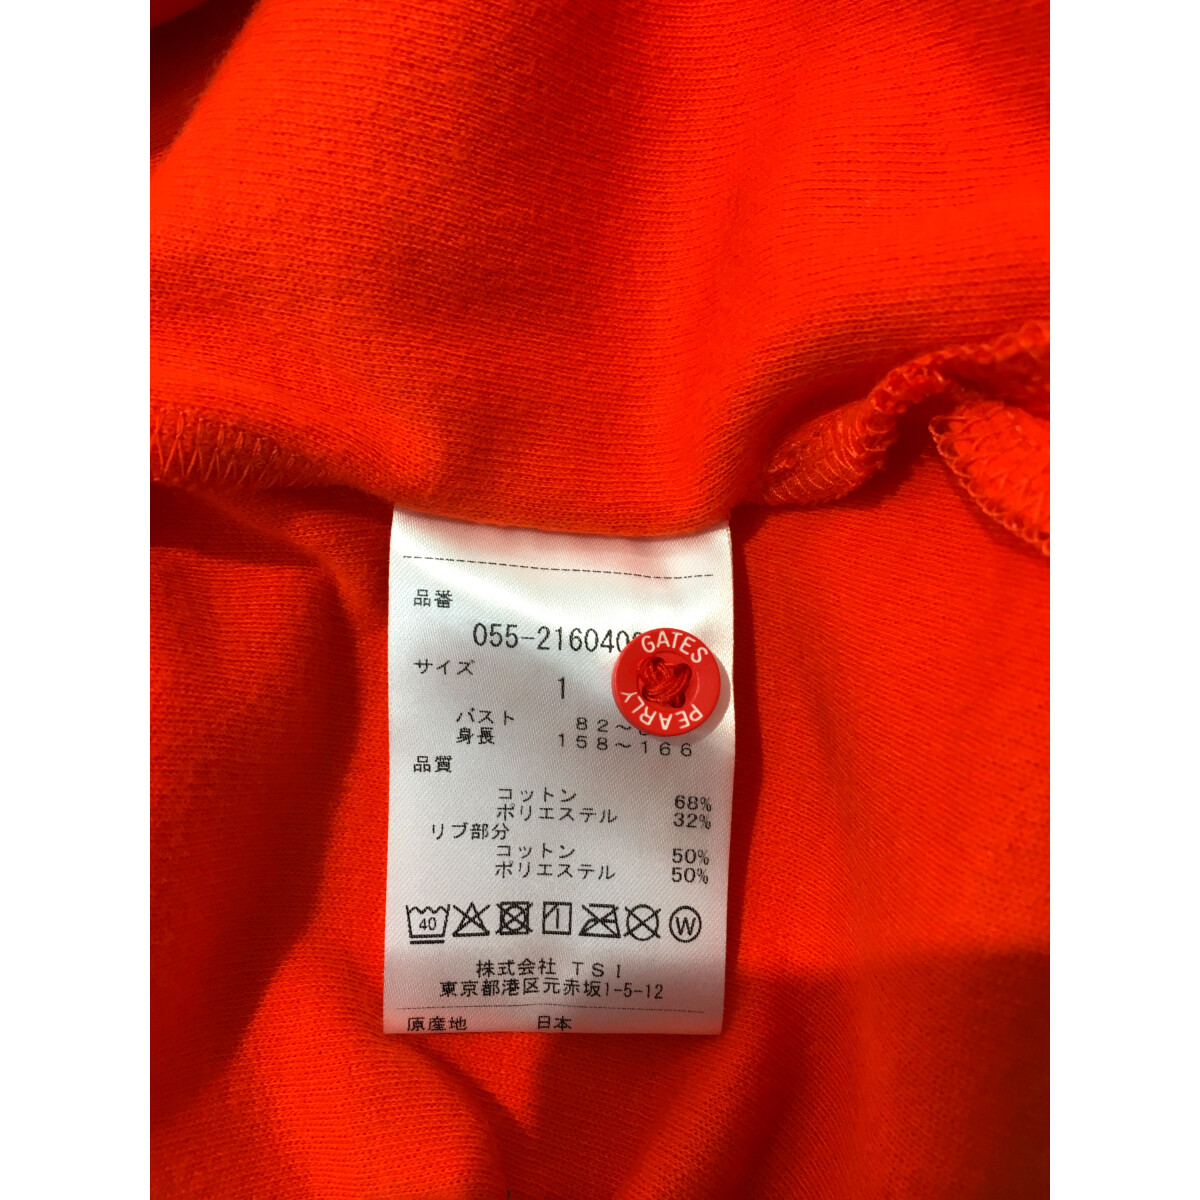 品番
サイズ
1
GATES
PEARLY
バスト
身長 158～166
品質
コットン 68%
ポリエステル 32%
リブ部分
コットン 50%
ポリエステル 50%
40
W
株式会社 TSI
東京都港区元赤坂1-5-12
原産地 日本